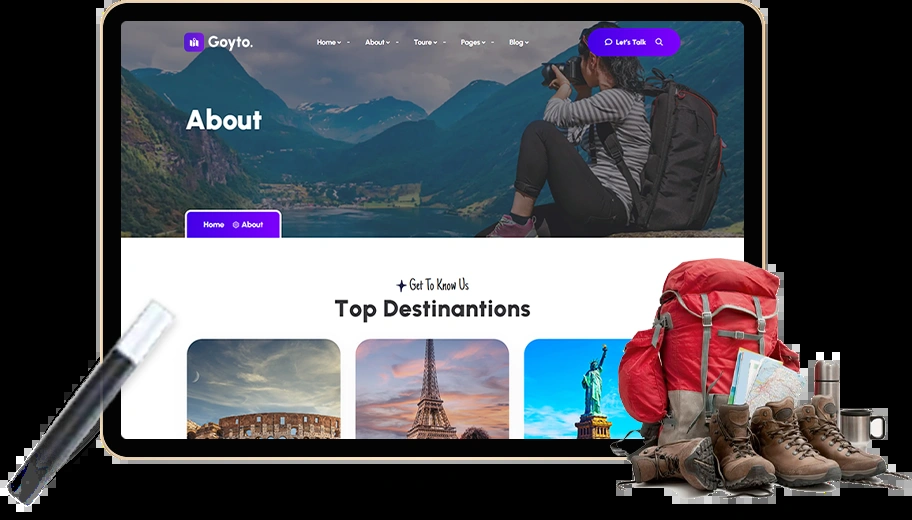 Goyto.
Home - About - Toure - Pages - Blog
Let's Talk
About
Home About
Get To Know Us
Top Destinantions